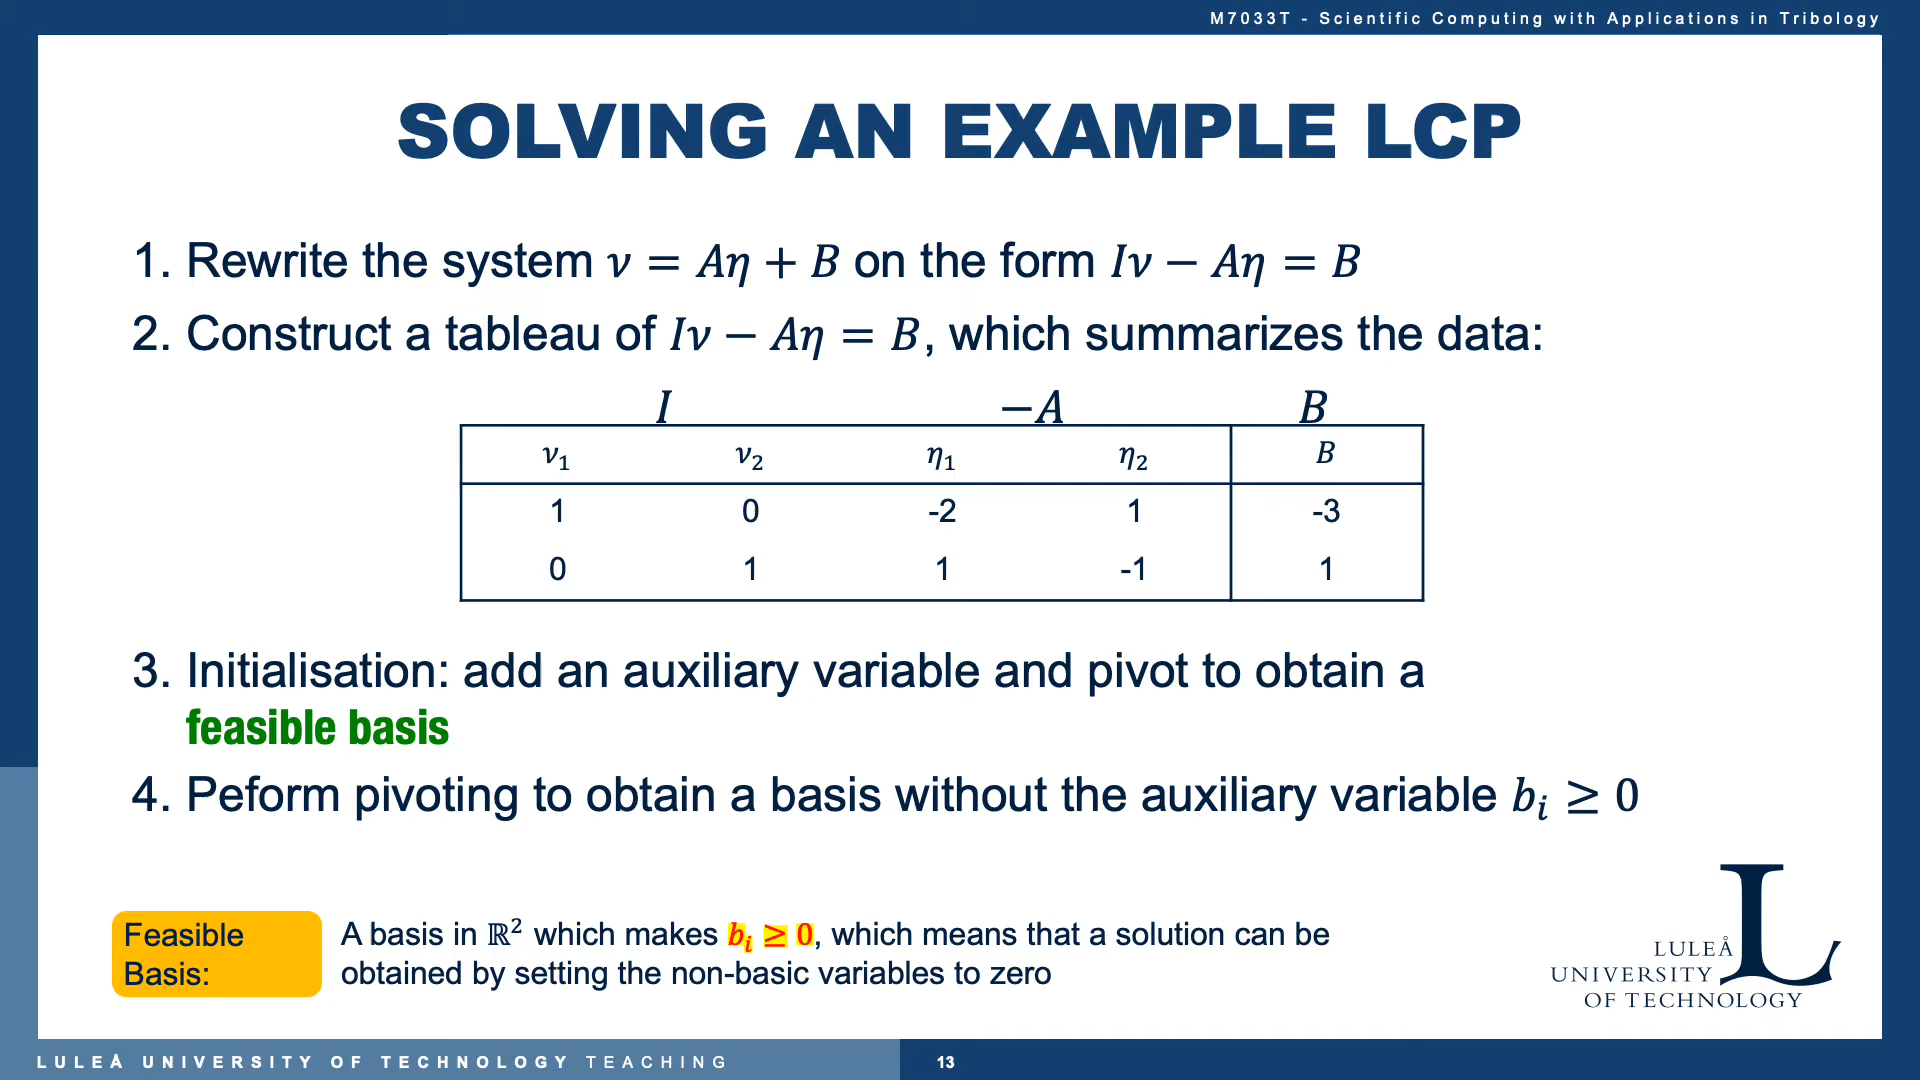 M7033T - Scientific Computing with Applications in Tribology
SOLVING AN EXAMPLE LCP
1. Rewrite the system 𝜈 = 𝐴𝜂 + 𝐵 on the form 𝐼𝜈 − 𝐴𝜂 = 𝐵
2. Construct a tableau of 𝐼𝜈 − 𝐴𝜂 = 𝐵, which summarizes the data:
𝐼 −𝐴 𝐵
𝜈₁ 𝜈₂ 𝜂₁ 𝜂₂ 𝐵
1 0 -2 1 -3
0 1 1 -1 1
3. Initialisation: add an auxiliary variable and pivot to obtain a
feasible basis
4. Peform pivoting to obtain a basis without the auxiliary variable 𝑏ᵢ ≥ 0
Feasible
Basis:
A basis in ℝ² which makes 𝒃ᵢ ≥ 𝟎, which means that a solution can be
obtained by setting the non-basic variables to zero
LULEÅ
UNIVERSITY
OF TECHNOLOGY
L
LULEÅ UNIVERSITY OF TECHNOLOGY TEACHING
13